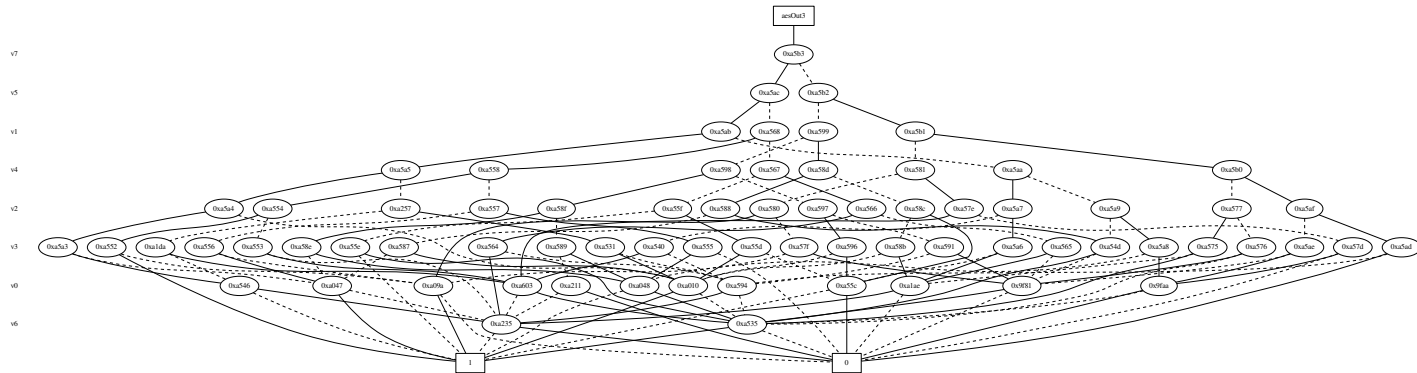 aesOut3
v7 0xa5b3
v5 0xa5ac 0xa5b2
v1 0xa5ab 0xa568 0xa599 0xa5b1
v4 0xa5a5 0xa558 0xa598 0xa567 0xa58d 0xa581 0xa5aa 0xa5b0
v2 0xa5a4 0xa554 0xa257 0xa557 0xa58f 0xa55f 0xa588 0xa580 0xa597 0xa566 0xa58c 0xa57e 0xa5a7 0xa5a9 0xa577 0xa5af
v3 0xa5a3 0xa552 0xa1da 0xa556 0xa553 0xa58e 0xa55e 0xa587 0xa564 0xa589 0xa531 0xa540 0xa555 0xa55d 0xa57f 0xa596 0xa58b 0xa591 0xa5a6 0xa565 0xa54d 0xa5a8 0xa575 0xa576 0xa5ae 0xa57d 0xa5ad
v0 0xa546 0xa047 0xa09a 0xa603 0xa211 0xa048 0xa010 0xa594 0xa55c 0xa1ae 0x9f81 0x9faa
v6 0xa235 0xa535
1 0